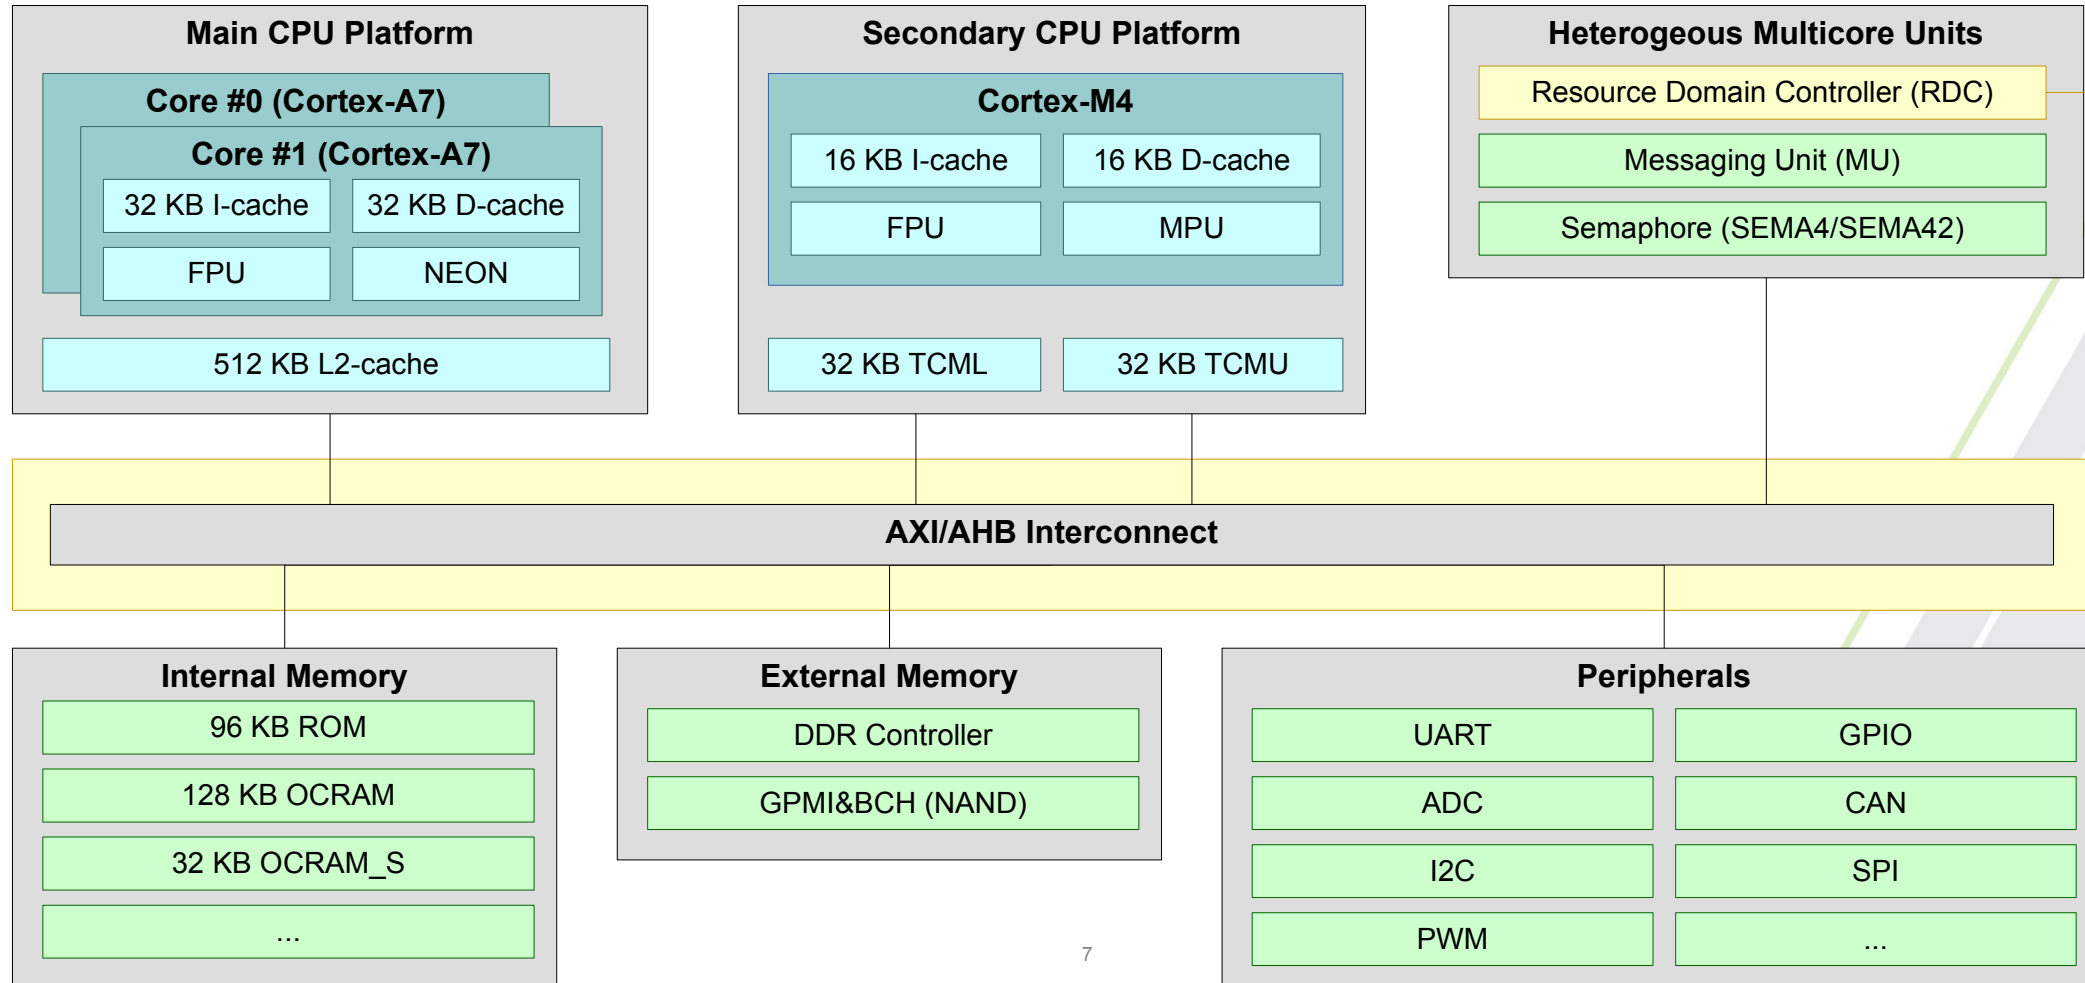 Main CPU Platform
Core #0 (Cortex-A7)
Core #1 (Cortex-A7)
32 KB I-cache
32 KB D-cache
FPU
NEON
512 KB L2-cache
Secondary CPU Platform
Cortex-M4
16 KB I-cache
16 KB D-cache
FPU
MPU
32 KB TCML
32 KB TCMU
Heterogeous Multicore Units
Resource Domain Controller (RDC)
Messaging Unit (MU)
Semaphore (SEMA4/SEMA42)
AXI/AHB Interconnect
Internal Memory
96 KB ROM
128 KB OCRAM
32 KB OCRAM_S
...
External Memory
DDR Controller
GPMI&BCH (NAND)
Peripherals
UART
GPIO
ADC
CAN
I2C
SPI
PWM
...
7